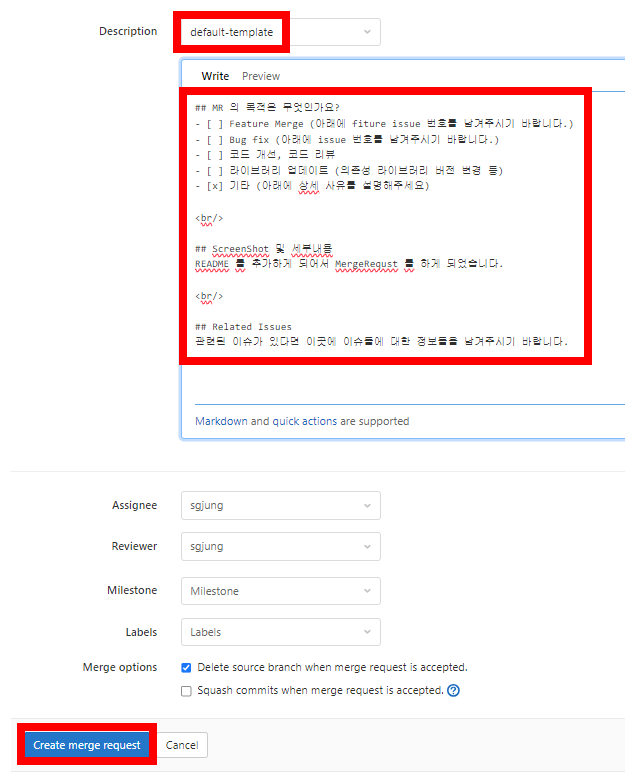 Description
default-template
Write Preview
## MR 의 목적은 무엇인가요?
- [ ] Feature Merge (아래에 fiture issue 번호를 남겨주시기 바랍니다.)
- [ ] Bug fix (아래에 issue 번호를 남겨주시기 바랍니다.)
- [ ] 코드 개선, 코드 리뷰
- [ ] 라이브러리 업데이트 (의존성 라이브러리 버전 변경 등)
- [x] 기타 (아래에 상세 사유를 설명해주세요)
<br/>
## ScreenShot 및 세부내용
README 를 추가하게 되어서 MergeRequst 를 하게 되었습니다.
<br/>
## Related Issues
관련된 이슈가 있다면 이곳에 이슈들에 대한 정보들을 남겨주시기 바랍니다.
Markdown and quick actions are supported
Assignee sgjung
Reviewer sgjung
Milestone Milestone
Labels Labels
Merge options Delete source branch when merge request is accepted.
Squash commits when merge request is accepted. ?
Create merge request Cancel